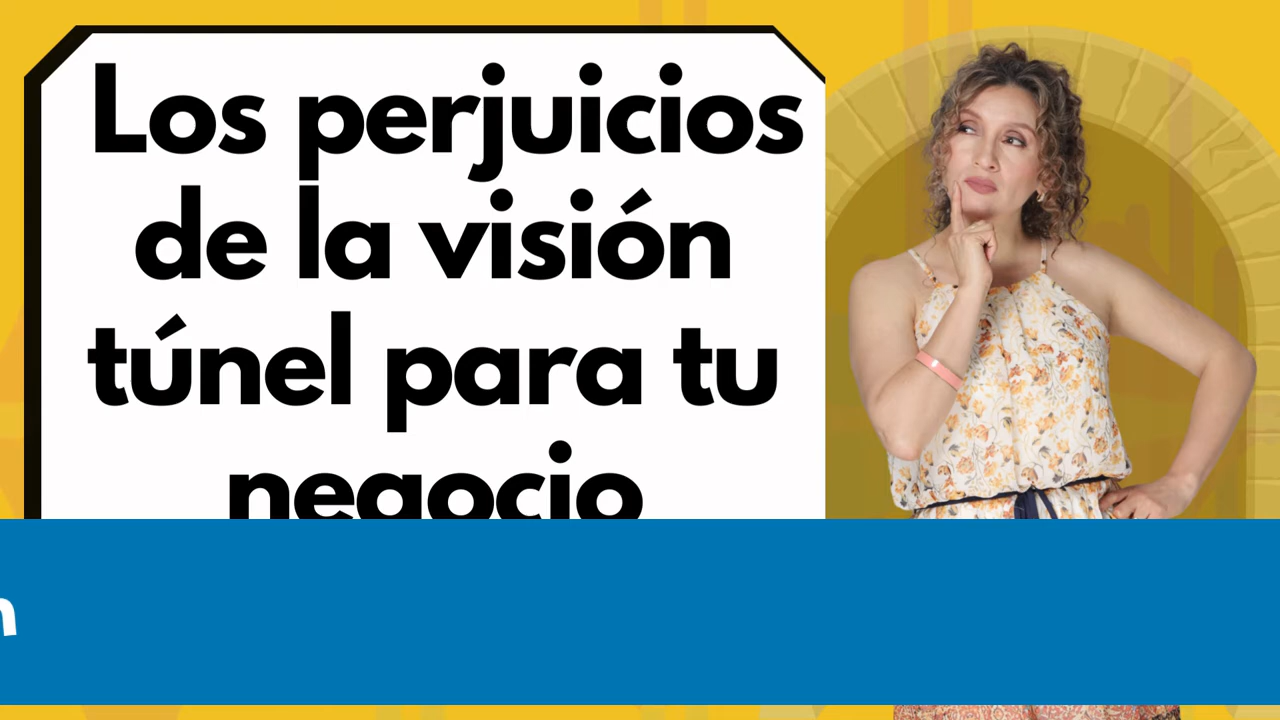 Los perjuicios
de la visión
túnel para tu
negocio
n